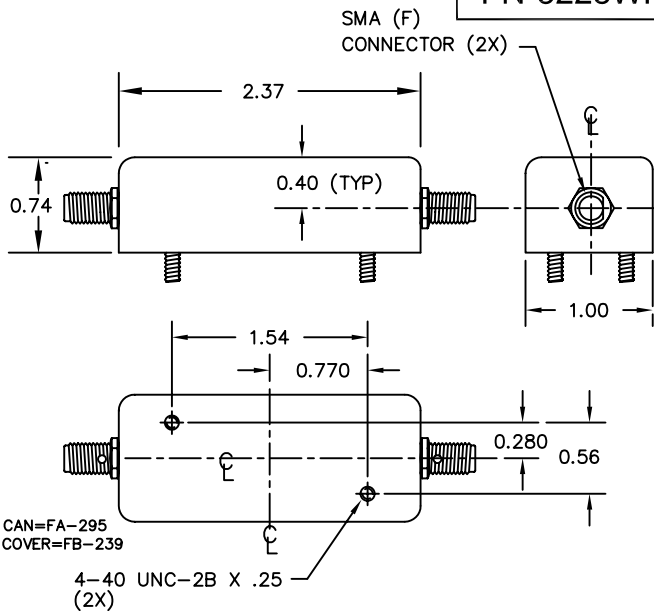 SMA (F)
CONNECTOR (2X)
2.37
0.74
0.40 (TYP)
℄
1.00
1.54
0.770
0.280
0.56
℄
℄
CAN=FA-295
COVER=FB-239
4-40 UNC-2B X .25
(2X)